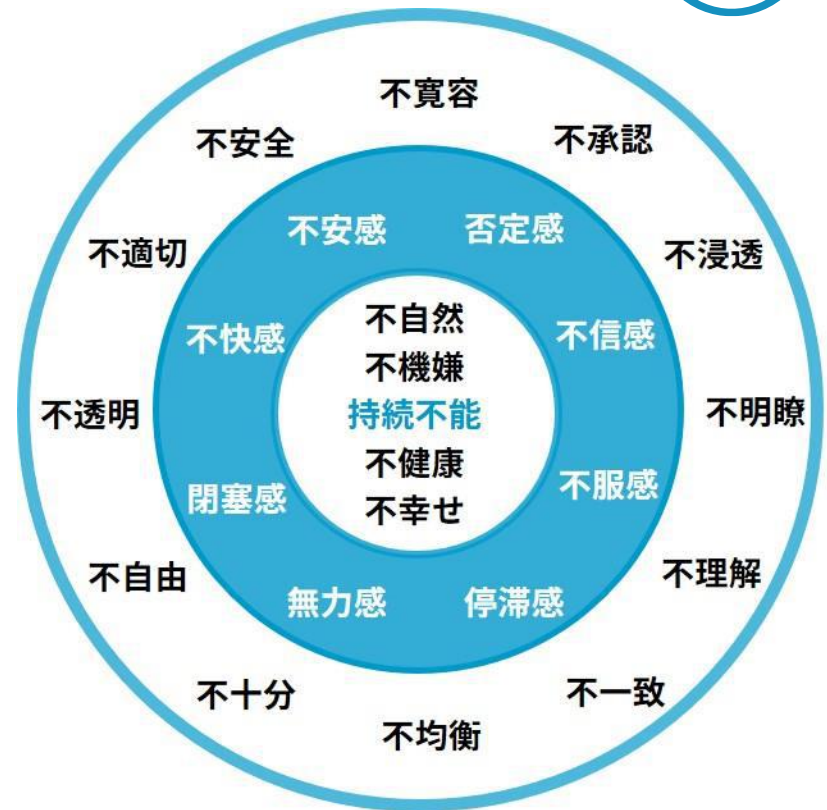 不寛容
不承認
不安全
不浸透
不適切
不明瞭
不透明
不理解
不自由
不一致
不十分
不均衡
不安感
否定感
不快感
不信感
閉塞感
不服感
無力感
停滞感
不自然
不機嫌
持続不能
不健康
不幸せ